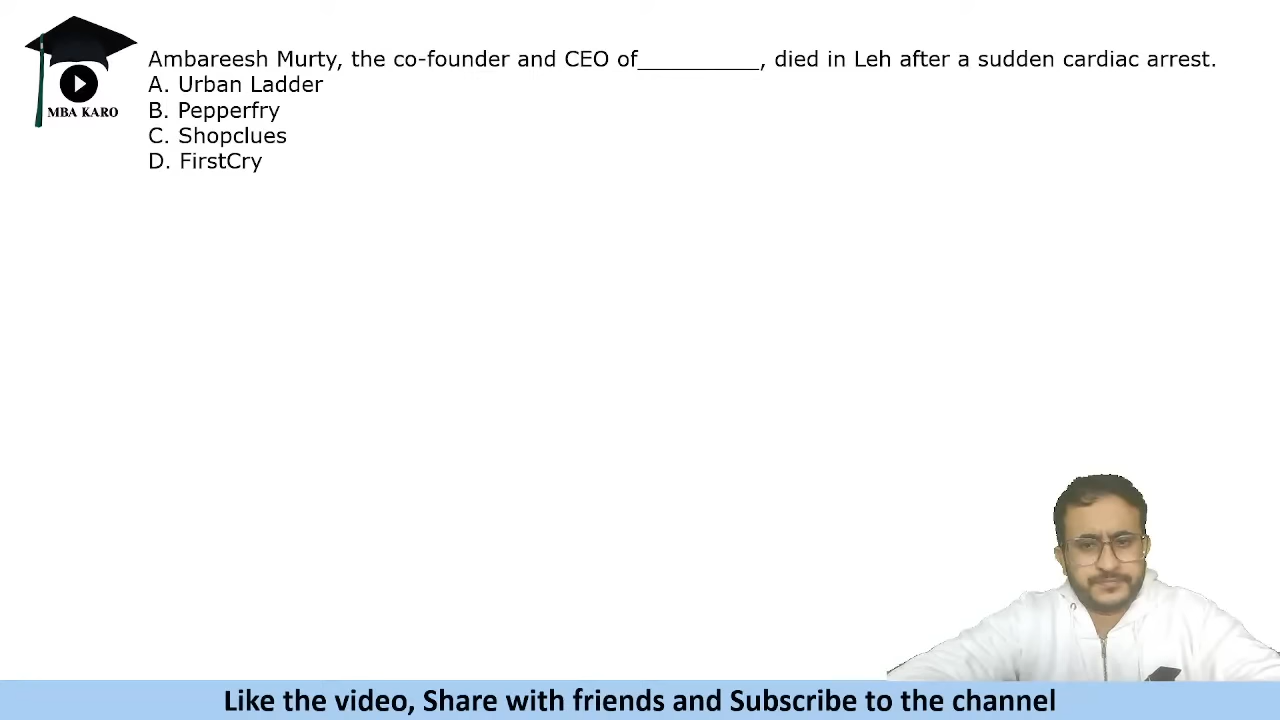 MBA KARO
Ambareesh Murty, the co-founder and CEO of__________, died in Leh after a sudden cardiac arrest.
A. Urban Ladder
B. Pepperfry
C. Shopclues
D. FirstCry
Like the video, Share with friends and Subscribe to the channel